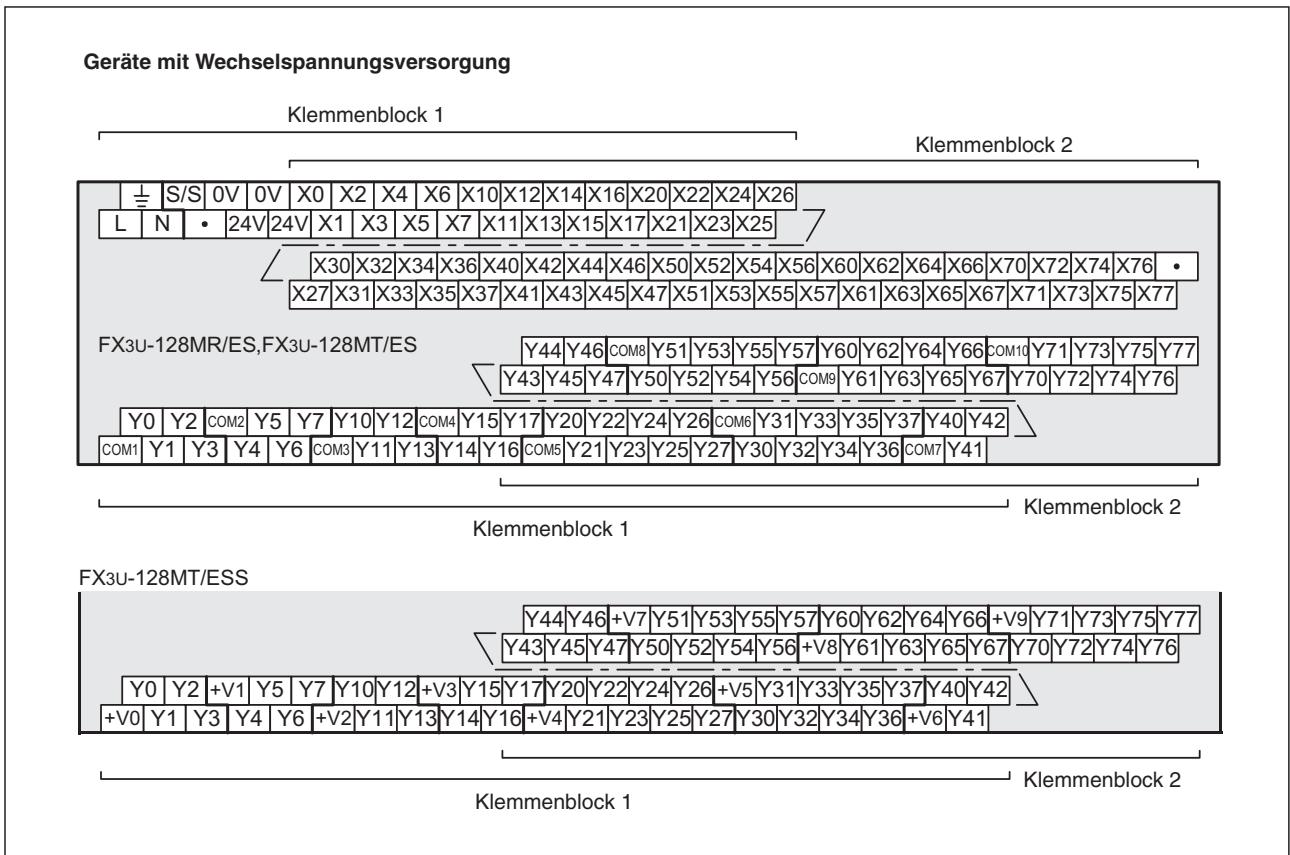 Geräte mit Wechselspannungsversorgung
Klemmenblock 1
Klemmenblock 2
⏚ S/S 0V 0V X0 X2 X4 X6 X10 X12 X14 X16 X20 X22 X24 X26
L N • 24V 24V X1 X3 X5 X7 X11 X13 X15 X17 X21 X23 X25
X30 X32 X34 X36 X40 X42 X44 X46 X50 X52 X54 X56 X60 X62 X64 X66 X70 X72 X74 X76 •
X27 X31 X33 X35 X37 X41 X43 X45 X47 X51 X53 X55 X57 X61 X63 X65 X67 X71 X73 X75 X77
FX3U-128MR/ES,FX3U-128MT/ES
Y44 Y46 COM8 Y51 Y53 Y55 Y57 Y60 Y62 Y64 Y66 COM10 Y71 Y73 Y75 Y77
Y43 Y45 Y47 Y50 Y52 Y54 Y56 COM9 Y61 Y63 Y65 Y67 Y70 Y72 Y74 Y76
Y0 Y2 COM2 Y5 Y7 Y10 Y12 COM4 Y15 Y17 Y20 Y22 Y24 Y26 COM6 Y31 Y33 Y35 Y37 Y40 Y42
COM1 Y1 Y3 Y4 Y6 COM3 Y11 Y13 Y14 Y16 COM5 Y21 Y23 Y25 Y27 Y30 Y32 Y34 Y36 COM7 Y41
Klemmenblock 2
Klemmenblock 1
FX3U-128MT/ESS
Y44 Y46 +V7 Y51 Y53 Y55 Y57 Y60 Y62 Y64 Y66 +V9 Y71 Y73 Y75 Y77
Y43 Y45 Y47 Y50 Y52 Y54 Y56 +V8 Y61 Y63 Y65 Y67 Y70 Y72 Y74 Y76
Y0 Y2 +V1 Y5 Y7 Y10 Y12 +V3 Y15 Y17 Y20 Y22 Y24 Y26 +V5 Y31 Y33 Y35 Y37 Y40 Y42
+V0 Y1 Y3 Y4 Y6 +V2 Y11 Y13 Y14 Y16 +V4 Y21 Y23 Y25 Y27 Y30 Y32 Y34 Y36 +V6 Y41
Klemmenblock 2
Klemmenblock 1